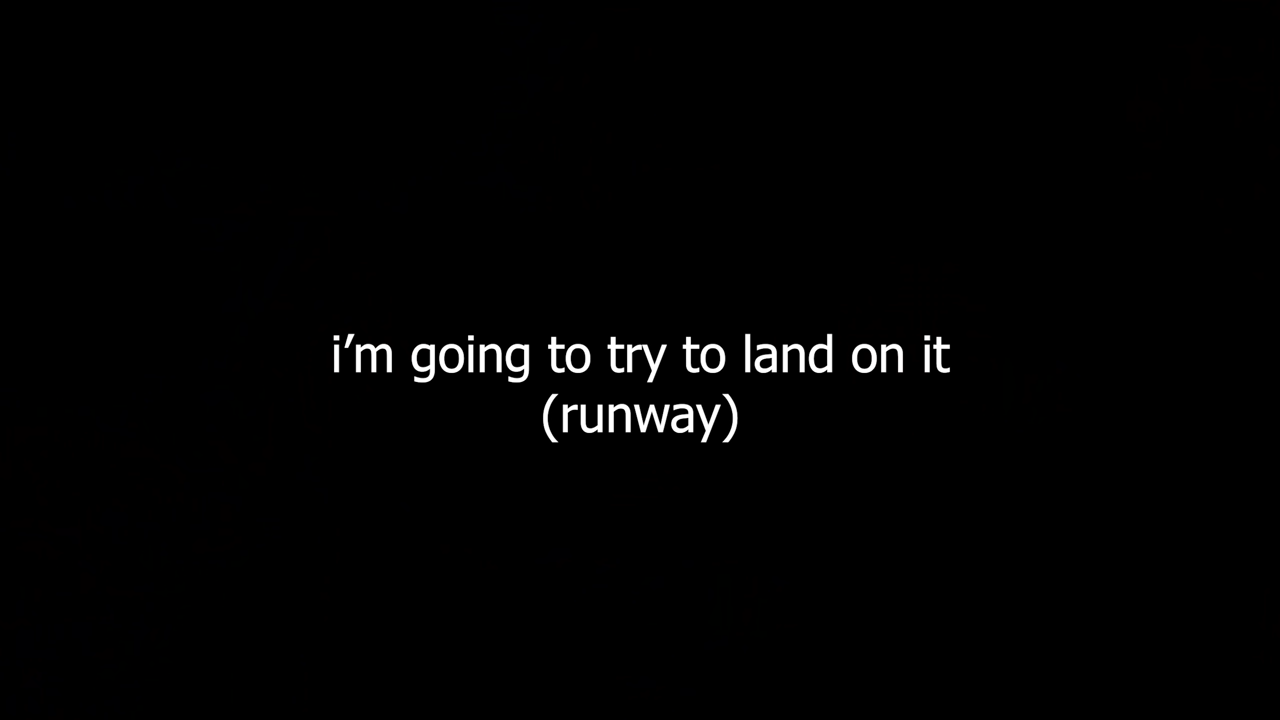 i’m going to try to land on it
(runway)